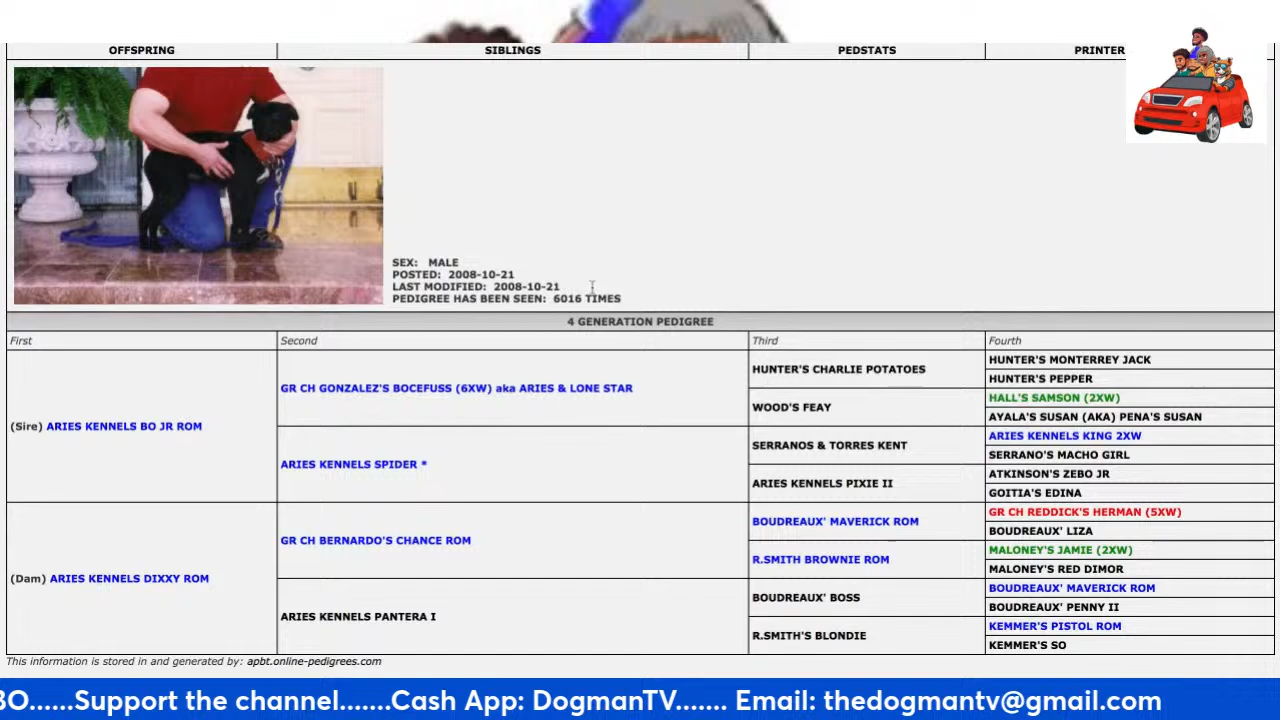 OFFSPRING SIBLINGS PEDSTATS PRINTER
SEX: MALE
POSTED: 2008-10-21
LAST MODIFIED: 2008-10-21
PEDIGREE HAS BEEN SEEN: 6016 TIMES
4 GENERATION PEDIGREE
First Second Third Fourth
(Sire) ARIES KENNELS BO JR ROM
GR CH GONZALEZ'S BOCEFUSS (6XW) aka ARIES & LONE STAR
HUNTER'S CHARLIE POTATOES
HUNTER'S MONTERREY JACK
HUNTER'S PEPPER
WOOD'S FEAY
HALL'S SAMSON (2XW)
AYALA'S SUSAN (AKA) PENA'S SUSAN
ARIES KENNELS SPIDER *
SERRANOS & TORRES KENT
ARIES KENNELS KING 2XW
SERRANO'S MACHO GIRL
ARIES KENNELS PIXIE II
ATKINSON'S ZEBO JR
GOITIA'S EDINA
(Dam) ARIES KENNELS DIXXY ROM
GR CH BERNARDO'S CHANCE ROM
BOUDREAUX' MAVERICK ROM
GR CH REDDICK'S HERMAN (5XW)
BOUDREAUX' LIZA
R.SMITH BROWNIE ROM
MALONEY'S JAMIE (2XW)
MALONEY'S RED DIMOR
ARIES KENNELS PANTERA I
BOUDREAUX' BOSS
BOUDREAUX' MAVERICK ROM
BOUDREAUX' PENNY II
R.SMITH'S BLONDIE
KEMMER'S PISTOL ROM
KEMMER'S SO
This information is stored in and generated by: apbt.online-pedigrees.com
BO......Support the channel.......Cash App: DogmanTV....... Email: thedogmantv@gmail.com